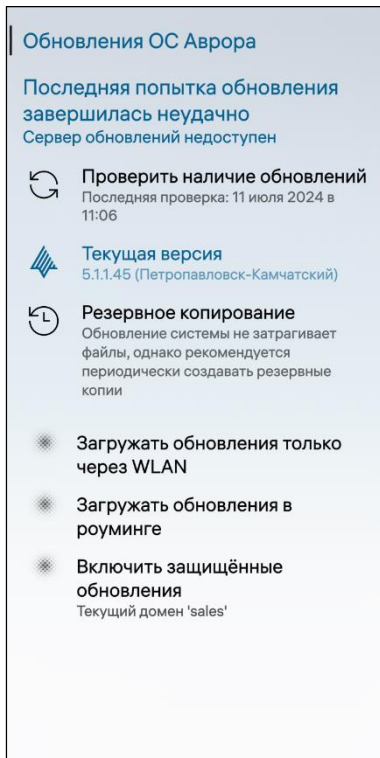 Обновления ОС Аврора
Последняя попытка обновления
завершилась неудачно
Сервер обновлений недоступен
Проверить наличие обновлений
Последняя проверка: 11 июля 2024 в
11:06
Текущая версия
5.1.1.45 (Петропавловск-Камчатский)
Резервное копирование
Обновление системы не затрагивает
файлы, однако рекомендуется
периодически создавать резервные
копии
Загружать обновления только
через WLAN
Загружать обновления в
роуминге
Включить защищённые
обновления
Текущий домен 'sales'